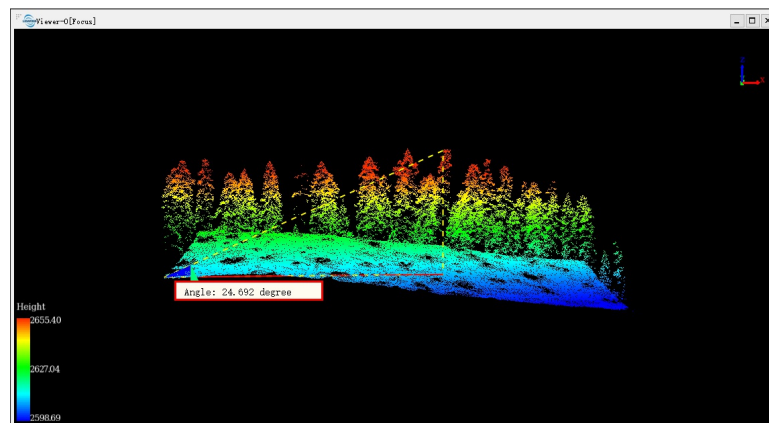 Viewer-0[Focus]
Z
X
Angle: 24.692 degree
Height
2655.40
2627.04
2598.69